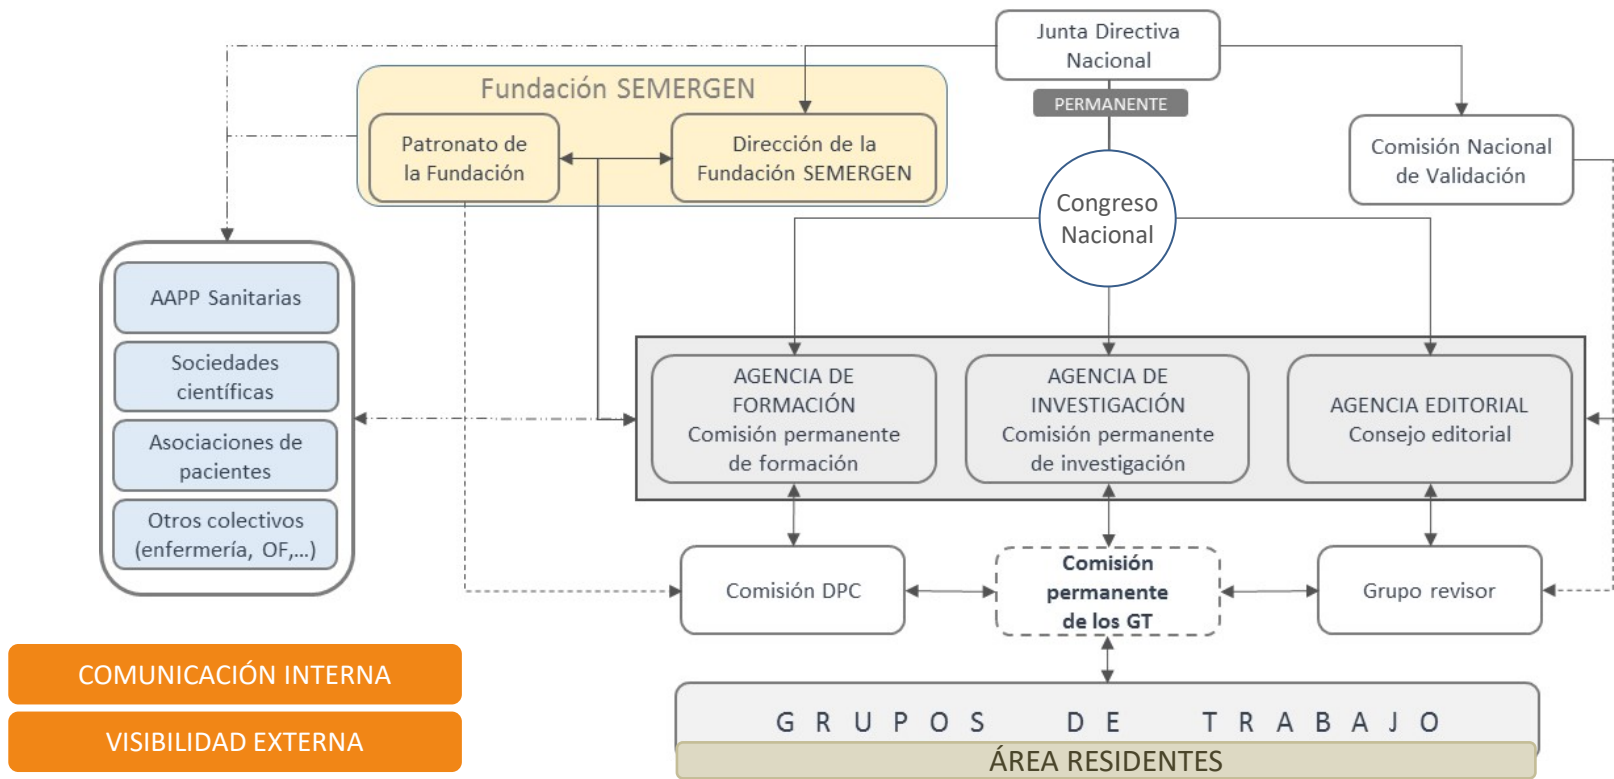 Junta Directiva
Nacional
PERMANENTE
Fundación SEMERGEN
Patronato de
la Fundación
Dirección de la
Fundación SEMERGEN
Comisión Nacional
de Validación
Congreso
Nacional
AAPP Sanitarias
Sociedades
científicas
Asociaciones de
pacientes
Otros colectivos
(enfermería, OF,...)
AGENCIA DE
FORMACIÓN
Comisión permanente
de formación
AGENCIA DE
INVESTIGACIÓN
Comisión permanente
de investigación
AGENCIA EDITORIAL
Consejo editorial
Comisión DPC
Comisión
permanente
de los GT
Grupo revisor
COMUNICACIÓN INTERNA
VISIBILIDAD EXTERNA
GRUPOS DE TRABAJO
ÁREA RESIDENTES